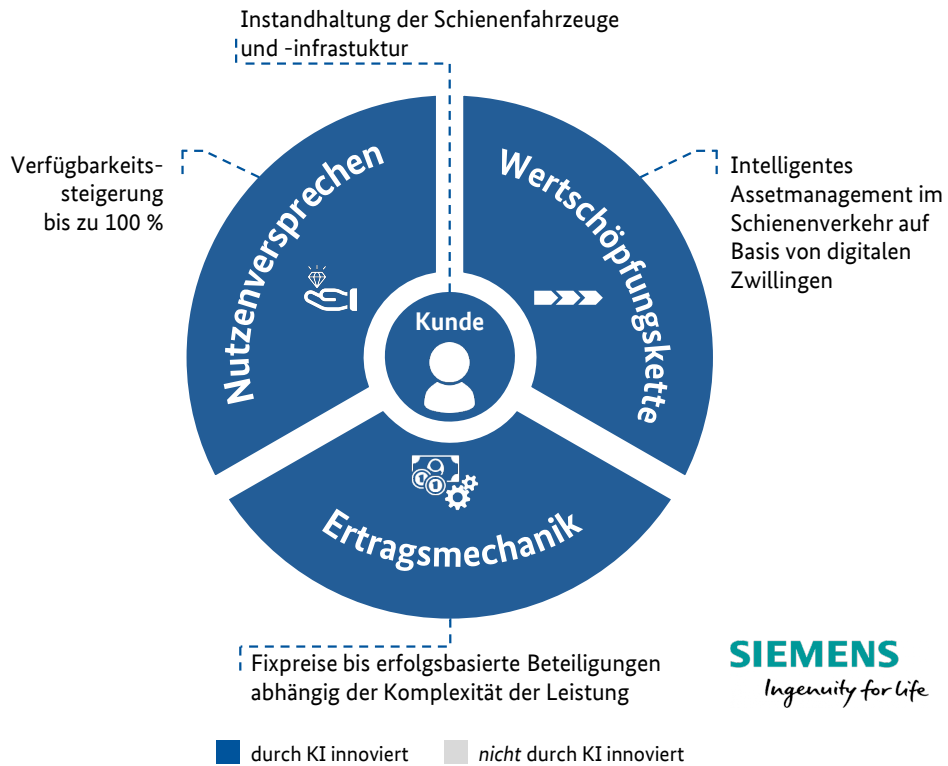 Instandhaltung der Schienenfahrzeuge
und -infrastuktur
Verfügbarkeits-
steigerung
bis zu 100 %
Nutzenversprechen
Wertschöpfungskette
Intelligentes
Assetmanagement im
Schienenverkehr auf
Basis von digitalen
Zwillingen
Kunde
Ertragsmechanik
Fixpreise bis erfolgsbasierte Beteiligungen
abhängig der Komplexität der Leistung
SIEMENS
Ingenuity for life
durch KI innoviert
nicht durch KI innoviert